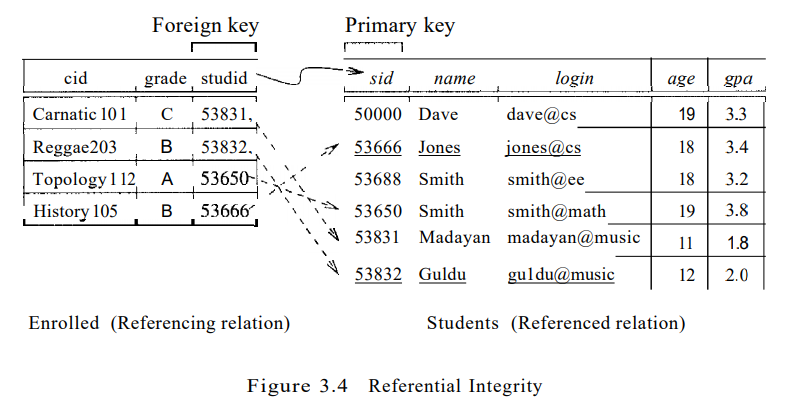 Foreign key Primary key
cid grade studid sid name login age gpa
Carnatic101 C 53831 50000 Dave dave@cs 19 3.3
Reggae203 B 53832 53666 Jones jones@cs 18 3.4
Topology112 A 53650 53688 Smith smith@ee 18 3.2
History105 B 53666 53650 Smith smith@math 19 3.8
53831 Madayan madayan@music 11 1.8
53832 Guldu gu1du@music 12 2.0
Enrolled (Referencing relation) Students (Referenced relation)
Figure 3.4 Referential Integrity